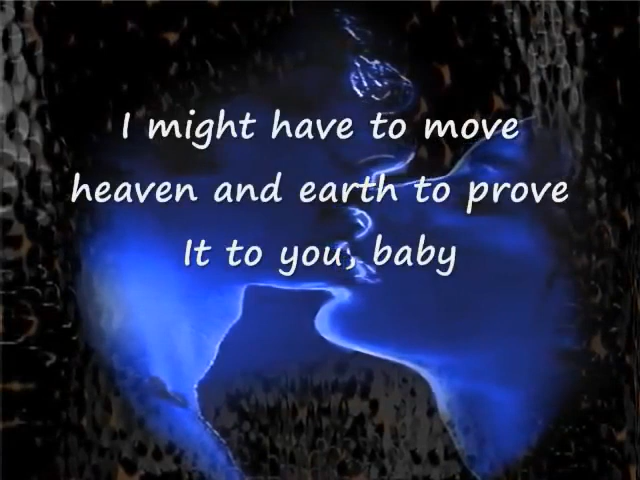 I might have to move
heaven and earth to prove
It to you, baby